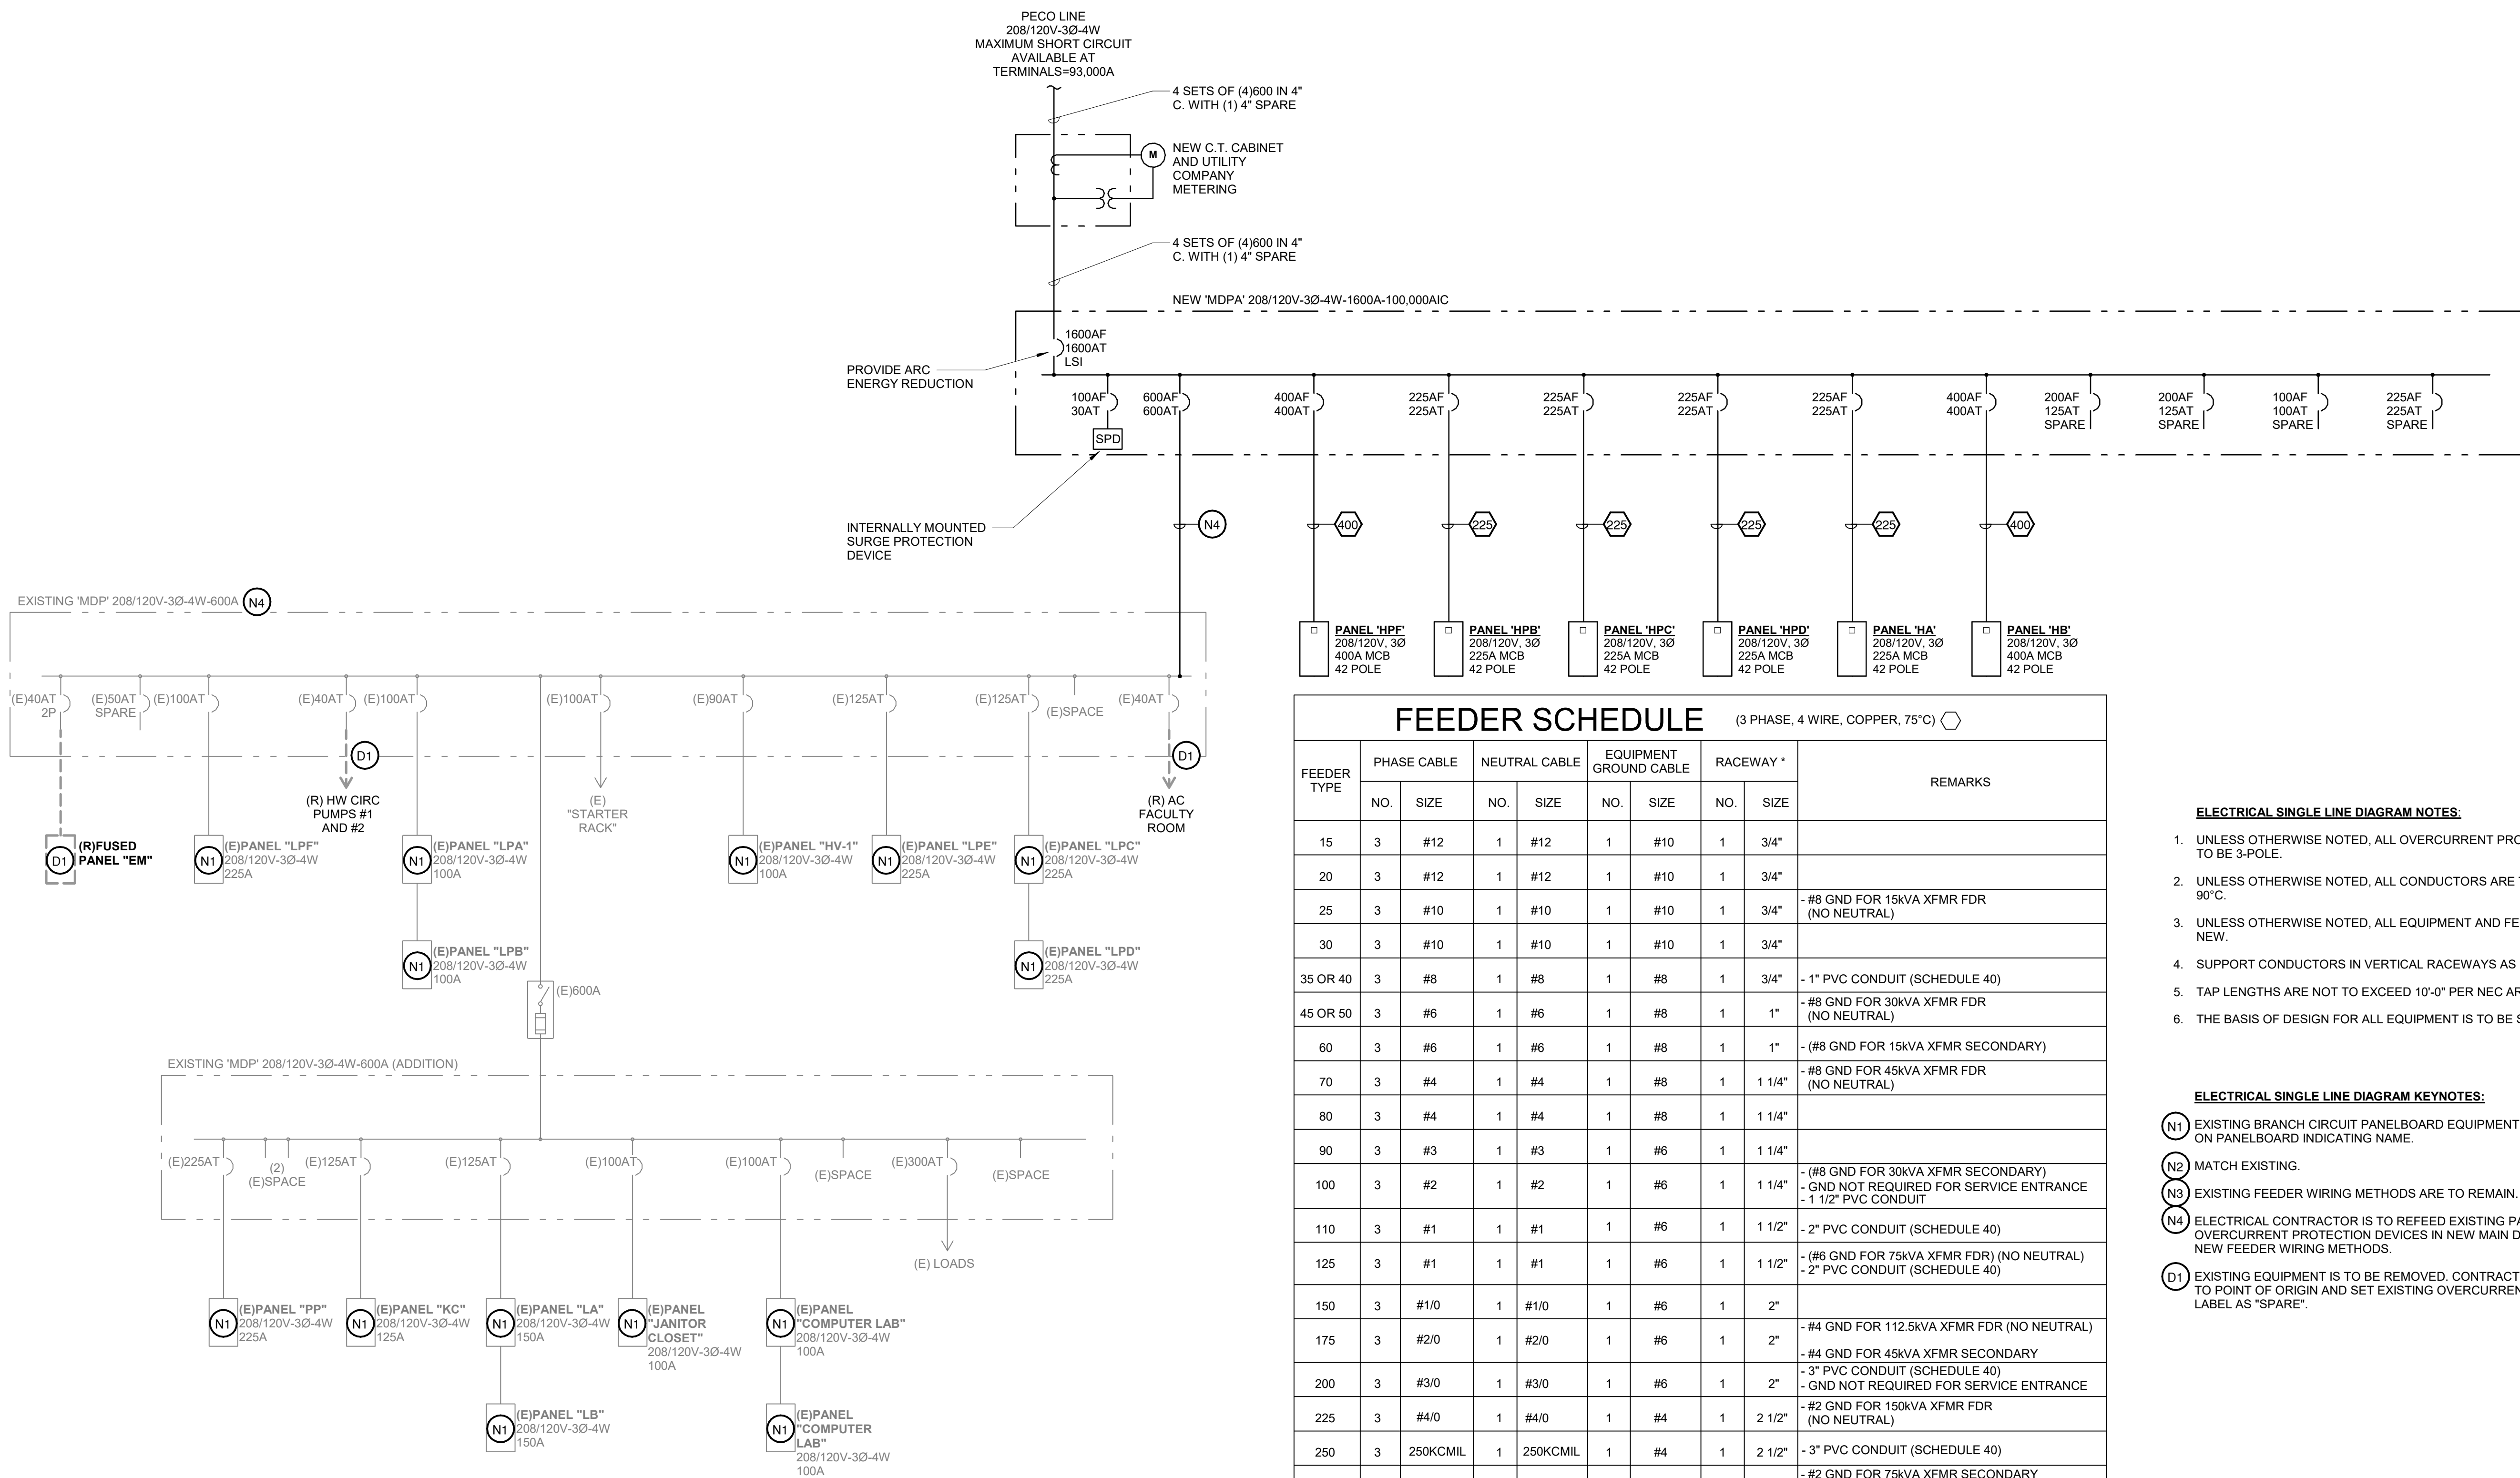 PECO LINE
208/120V-3Ø-4W
MAXIMUM SHORT CIRCUIT
AVAILABLE AT
TERMINALS=93,000A
4 SETS OF (4)600 IN 4"
C. WITH (1) 4" SPARE
M
NEW C.T. CABINET
AND UTILITY
COMPANY
METERING
4 SETS OF (4)600 IN 4"
C. WITH (1) 4" SPARE
NEW 'MDPA' 208/120V-3Ø-4W-1600A-100,000AIC
1600AF
1600AT
LSI
PROVIDE ARC
ENERGY REDUCTION
100AF
30AT
SPD
600AF
600AT
400AF
400AT
225AF
225AT
225AF
225AT
225AF
225AT
225AF
225AT
400AF
400AT
200AF
125AT
SPARE
200AF
125AT
SPARE
100AF
100AT
SPARE
225AF
225AT
SPARE
INTERNALLY MOUNTED
SURGE PROTECTION
DEVICE
N4
400
225
225
225
225
400
PANEL 'HPF'
208/120V, 3Ø
400A MCB
42 POLE
PANEL 'HPB'
208/120V, 3Ø
225A MCB
42 POLE
PANEL 'HPC'
208/120V, 3Ø
225A MCB
42 POLE
PANEL 'HPD'
208/120V, 3Ø
225A MCB
42 POLE
PANEL 'HA'
208/120V, 3Ø
225A MCB
42 POLE
PANEL 'HB'
208/120V, 3Ø
400A MCB
42 POLE
EXISTING 'MDP' 208/120V-3Ø-4W-600A N4
(E)40AT
2P
(E)50AT
SPARE
(E)100AT
(E)40AT
(E)100AT
(E)100AT
(E)90AT
(E)125AT
(E)125AT
(E)SPACE
(E)40AT
D1
D1
(R) HW CIRC
PUMPS #1
AND #2
(E)
"STARTER
RACK"
(R) AC
FACULTY
ROOM
D1
(R)FUSED
PANEL "EM"
N1
(E)PANEL "LPF"
208/120V-3Ø-4W
225A
N1
(E)PANEL "LPA"
208/120V-3Ø-4W
100A
N1
(E)PANEL "HV-1"
208/120V-3Ø-4W
100A
N1
(E)PANEL "LPE"
208/120V-3Ø-4W
225A
N1
(E)PANEL "LPC"
208/120V-3Ø-4W
225A
N1
(E)PANEL "LPB"
208/120V-3Ø-4W
100A
N1
(E)PANEL "LPD"
208/120V-3Ø-4W
225A
(E)600A
EXISTING 'MDP' 208/120V-3Ø-4W-600A (ADDITION)
(E)225AT
(2)
(E)SPACE
(E)125AT
(E)125AT
(E)100AT
(E)100AT
(E)SPACE
(E)300AT
(E)SPACE
(E) LOADS
N1
(E)PANEL "PP"
208/120V-3Ø-4W
225A
N1
(E)PANEL "KC"
208/120V-3Ø-4W
125A
N1
(E)PANEL "LA"
208/120V-3Ø-4W
150A
N1
(E)PANEL
"JANITOR
CLOSET"
208/120V-3Ø-4W
100A
N1
(E)PANEL
"COMPUTER LAB"
208/120V-3Ø-4W
100A
N1
(E)PANEL "LB"
208/120V-3Ø-4W
150A
N1
(E)PANEL
"COMPUTER
LAB"
208/120V-3Ø-4W
100A
FEEDER SCHEDULE (3 PHASE, 4 WIRE, COPPER, 75°C)
FEEDER
TYPE
PHASE CABLE
NEUTRAL CABLE
EQUIPMENT
GROUND CABLE
RACEWAY *
REMARKS
NO. SIZE NO. SIZE NO. SIZE NO. SIZE
15 3 #12 1 #12 1 #10 1 3/4"
20 3 #12 1 #12 1 #10 1 3/4"
25 3 #10 1 #10 1 #10 1 3/4" - #8 GND FOR 15kVA XFMR FDR
(NO NEUTRAL)
30 3 #10 1 #10 1 #10 1 3/4"
35 OR 40 3 #8 1 #8 1 #8 1 3/4" - 1" PVC CONDUIT (SCHEDULE 40)
45 OR 50 3 #6 1 #6 1 #8 1 1" - #8 GND FOR 30kVA XFMR FDR
(NO NEUTRAL)
60 3 #6 1 #6 1 #8 1 1" - (#8 GND FOR 15kVA XFMR SECONDARY)
70 3 #4 1 #4 1 #8 1 1 1/4" - #8 GND FOR 45kVA XFMR FDR
(NO NEUTRAL)
80 3 #4 1 #4 1 #8 1 1 1/4"
90 3 #3 1 #3 1 #6 1 1 1/4"
100 3 #2 1 #2 1 #6 1 1 1/4" - (#8 GND FOR 30kVA XFMR SECONDARY)
- GND NOT REQUIRED FOR SERVICE ENTRANCE
- 1 1/2" PVC CONDUIT
110 3 #1 1 #1 1 #6 1 1 1/2" - 2" PVC CONDUIT (SCHEDULE 40)
125 3 #1 1 #1 1 #6 1 1 1/2" - (#6 GND FOR 75kVA XFMR FDR) (NO NEUTRAL)
- 2" PVC CONDUIT (SCHEDULE 40)
150 3 #1/0 1 #1/0 1 #6 1 2"
175 3 #2/0 1 #2/0 1 #6 1 2" - #4 GND FOR 112.5kVA XFMR FDR (NO NEUTRAL)
- #4 GND FOR 45kVA XFMR SECONDARY
200 3 #3/0 1 #3/0 1 #6 1 2" - 3" PVC CONDUIT (SCHEDULE 40)
- GND NOT REQUIRED FOR SERVICE ENTRANCE
225 3 #4/0 1 #4/0 1 #4 1 2 1/2" - #2 GND FOR 150kVA XFMR FDR
(NO NEUTRAL)
250 3 250KCMIL 1 250KCMIL 1 #4 1 2 1/2" - 3" PVC CONDUIT (SCHEDULE 40)
- #2 GND FOR 75kVA XFMR SECONDARY
ELECTRICAL SINGLE LINE DIAGRAM NOTES:
1. UNLESS OTHERWISE NOTED, ALL OVERCURRENT PRO
TO BE 3-POLE.
2. UNLESS OTHERWISE NOTED, ALL CONDUCTORS ARE
90°C.
3. UNLESS OTHERWISE NOTED, ALL EQUIPMENT AND FE
NEW.
4. SUPPORT CONDUCTORS IN VERTICAL RACEWAYS AS
5. TAP LENGTHS ARE NOT TO EXCEED 10'-0" PER NEC AR
6. THE BASIS OF DESIGN FOR ALL EQUIPMENT IS TO BE S
ELECTRICAL SINGLE LINE DIAGRAM KEYNOTES:
N1 EXISTING BRANCH CIRCUIT PANELBOARD EQUIPMENT
ON PANELBOARD INDICATING NAME.
N2 MATCH EXISTING.
N3 EXISTING FEEDER WIRING METHODS ARE TO REMAIN.
N4 ELECTRICAL CONTRACTOR IS TO REFEED EXISTING PA
OVERCURRENT PROTECTION DEVICES IN NEW MAIN D
NEW FEEDER WIRING METHODS.
D1 EXISTING EQUIPMENT IS TO BE REMOVED. CONTRACT
TO POINT OF ORIGIN AND SET EXISTING OVERCURREN
LABEL AS "SPARE".